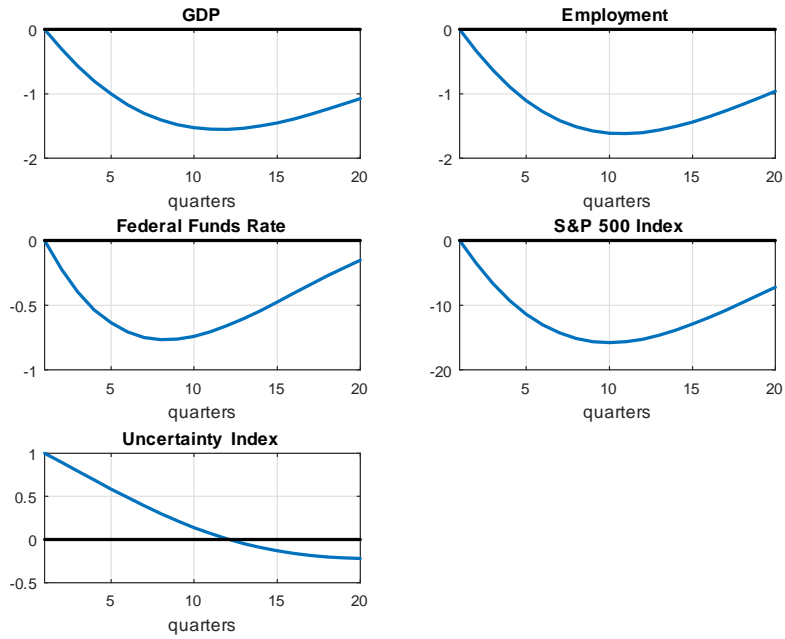 GDP
0
-1
-2
5 10 15 20
quarters
Employment
0
-1
-2
5 10 15 20
quarters
Federal Funds Rate
0
-0.5
-1
5 10 15 20
quarters
S&P 500 Index
0
-10
-20
5 10 15 20
quarters
Uncertainty Index
1
0.5
0
-0.5
5 10 15 20
quarters